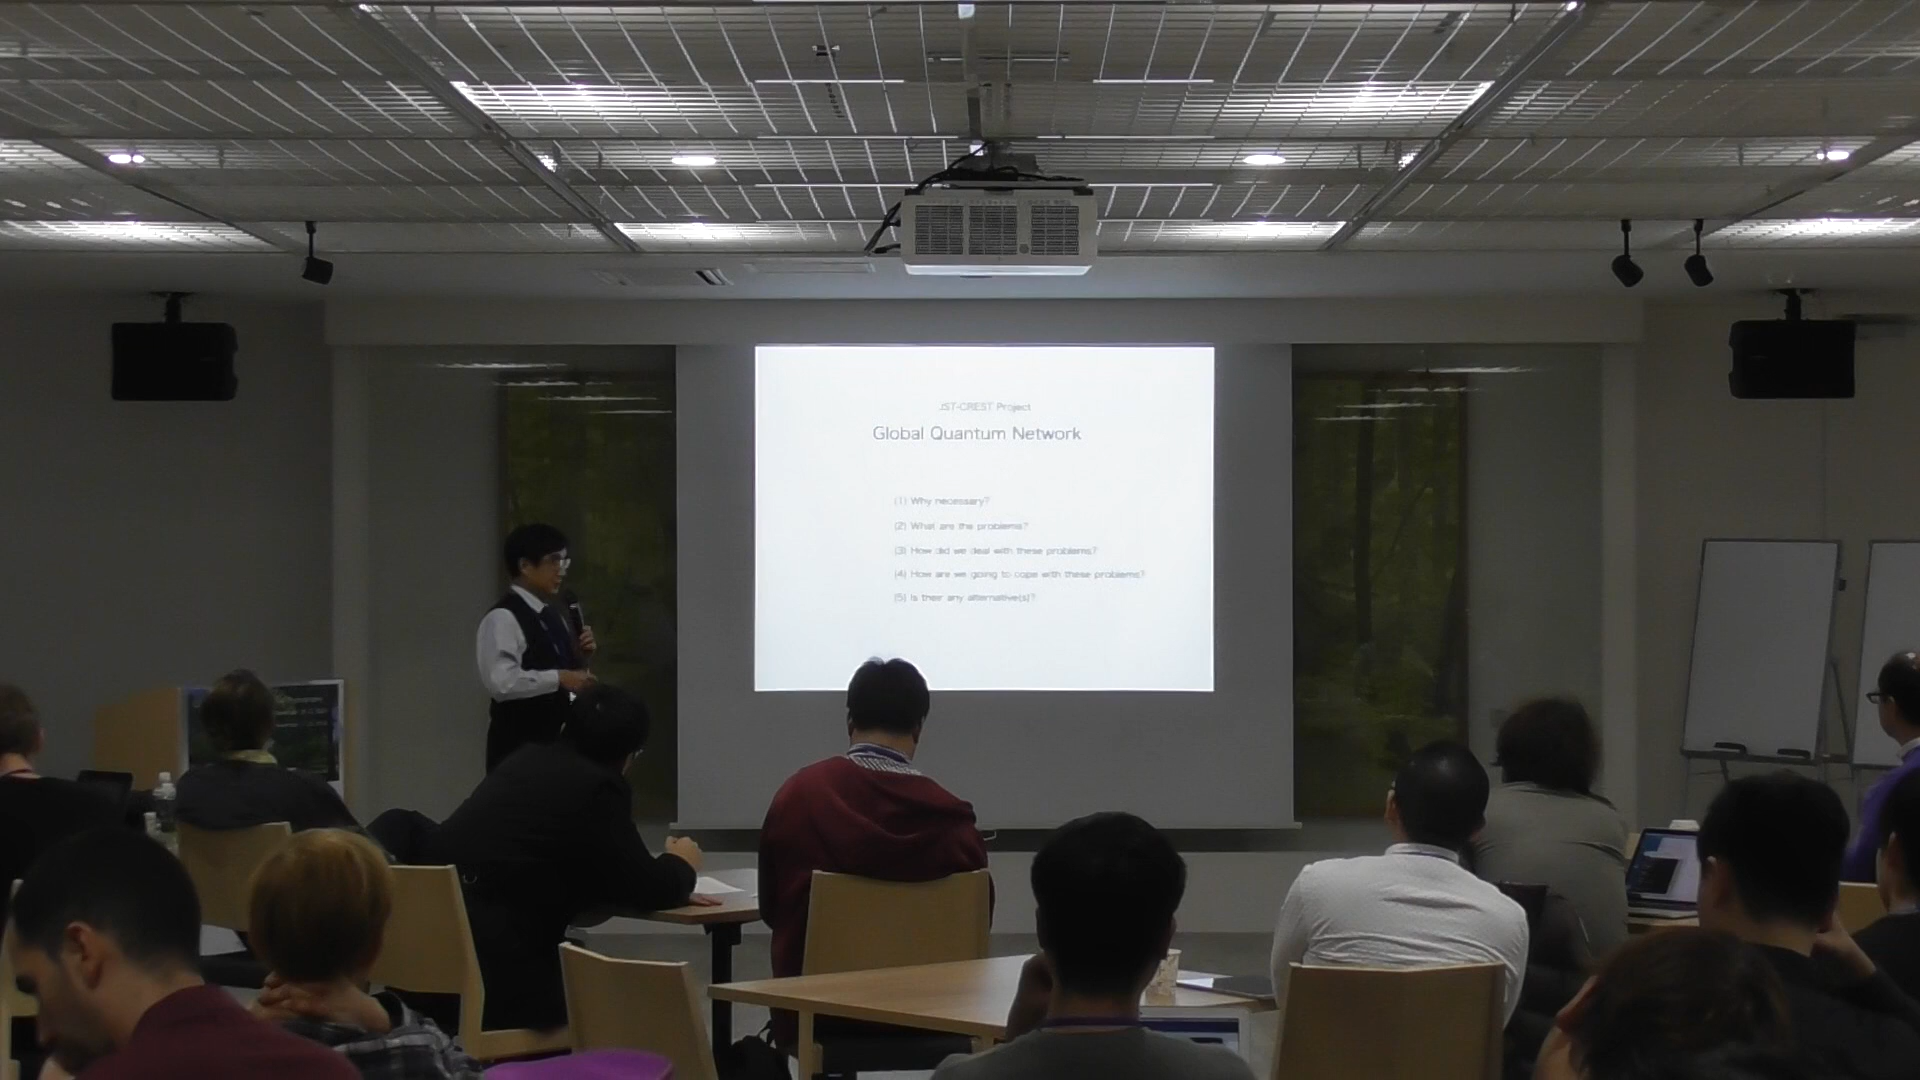 JST-CREST Project
Global Quantum Network
(1) Why necessary?
(2) What are the problems?
(3) How did we deal with these problems?
(4) How are we going to cope with these problems?
(5) Is their any alternative(s)?